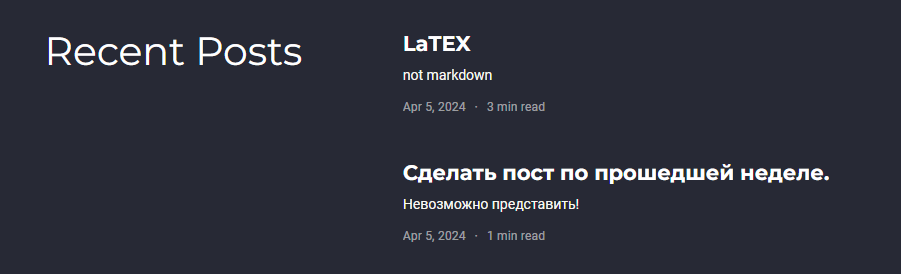 Recent Posts
LaTEX
not markdown
Apr 5, 2024 · 3 min read
Сделать пост по прошедшей неделе.
Невозможно представить!
Apr 5, 2024 · 1 min read